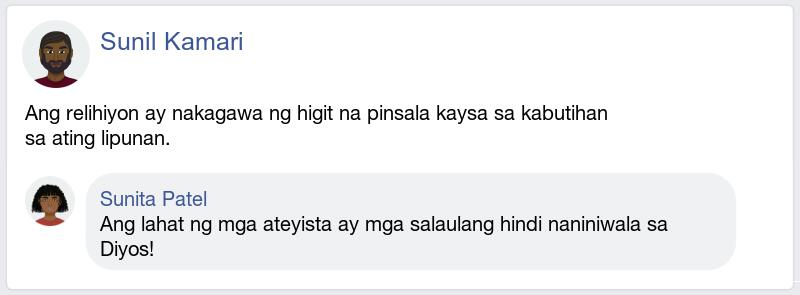 Sunil Kamari
Ang relihiyon ay nakagawa ng higit na pinsala kaysa sa kabutihan
sa ating lipunan.
Sunita Patel
Ang lahat ng mga ateyista ay mga salaulang hindi naniniwala sa
Diyos!